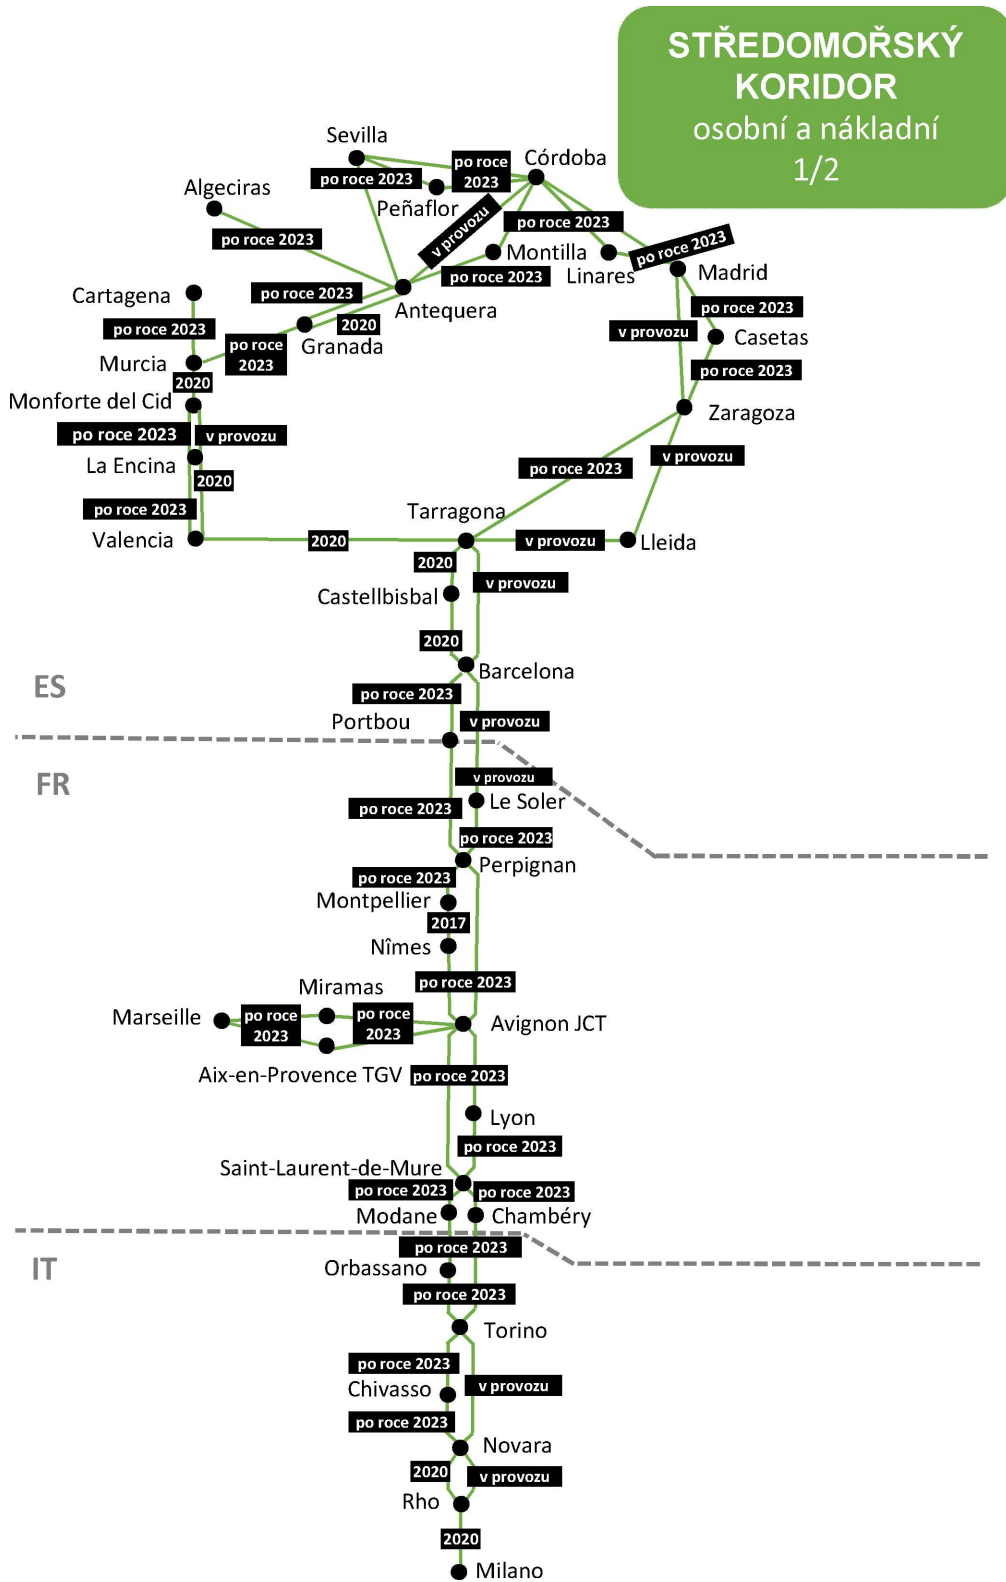 STŘEDOMOŘSKÝ
KORIDOR
osobní a nákladní
1/2
Sevilla
Córdoba
po roce
2023
po roce 2023
Algeciras
Peñaflor
v provozu
po roce 2023
po roce 2023
po roce 2023
Montilla
Linares
Madrid
po roce 2023
Cartagena
po roce 2023
Antequera
po roce 2023
po roce 2023
2020
v provozu
Casetas
Granada
po roce
2023
Murcia
po roce 2023
2020
Monforte del Cid
Zaragoza
po roce 2023
v provozu
La Encina
v provozu
po roce 2023
2020
po roce 2023
Tarragona
Valencia
2020
v provozu
Lleida
2020
v provozu
Castellbisbal
2020
Barcelona
ES
po roce 2023
Portbou
v provozu
FR
v provozu
po roce 2023
Le Soler
po roce 2023
Perpignan
po roce 2023
Montpellier
2017
Nîmes
po roce 2023
Miramas
Marseille
po roce
2023
po roce
2023
Avignon JCT
Aix-en-Provence TGV
po roce 2023
Lyon
po roce 2023
Saint-Laurent-de-Mure
po roce 2023
po roce 2023
Modane
Chambéry
po roce 2023
IT
Orbassano
po roce 2023
Torino
po roce 2023
v provozu
Chivasso
po roce 2023
Novara
2020
v provozu
Rho
2020
Milano